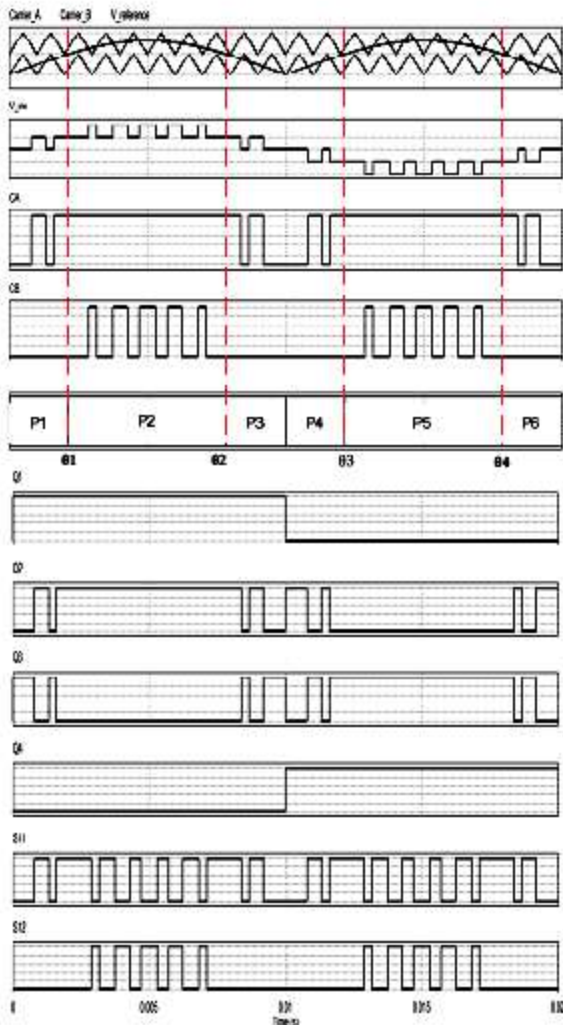 Carrier_A Carrier_B V_reference
CA
CB
P1 P2 P3 P4 P5 P6
θ1 θ2 θ3 θ4
Q1
Q2
Q3
Q4
S11
S12
0 0.005 0.01 0.015 0.02
Time (s)